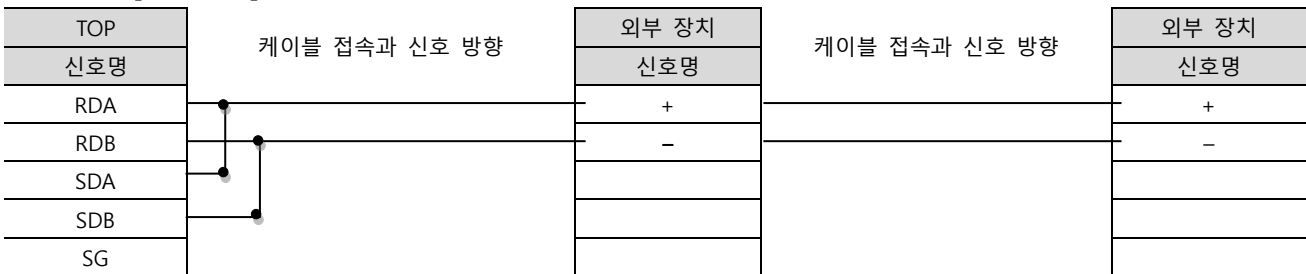 TOP 케이블 접속과 신호 방향 외부 장치 케이블 접속과 신호 방향 외부 장치
신호명 신호명 신호명
RDA + +
RDB – –
SDA
SDB
SG